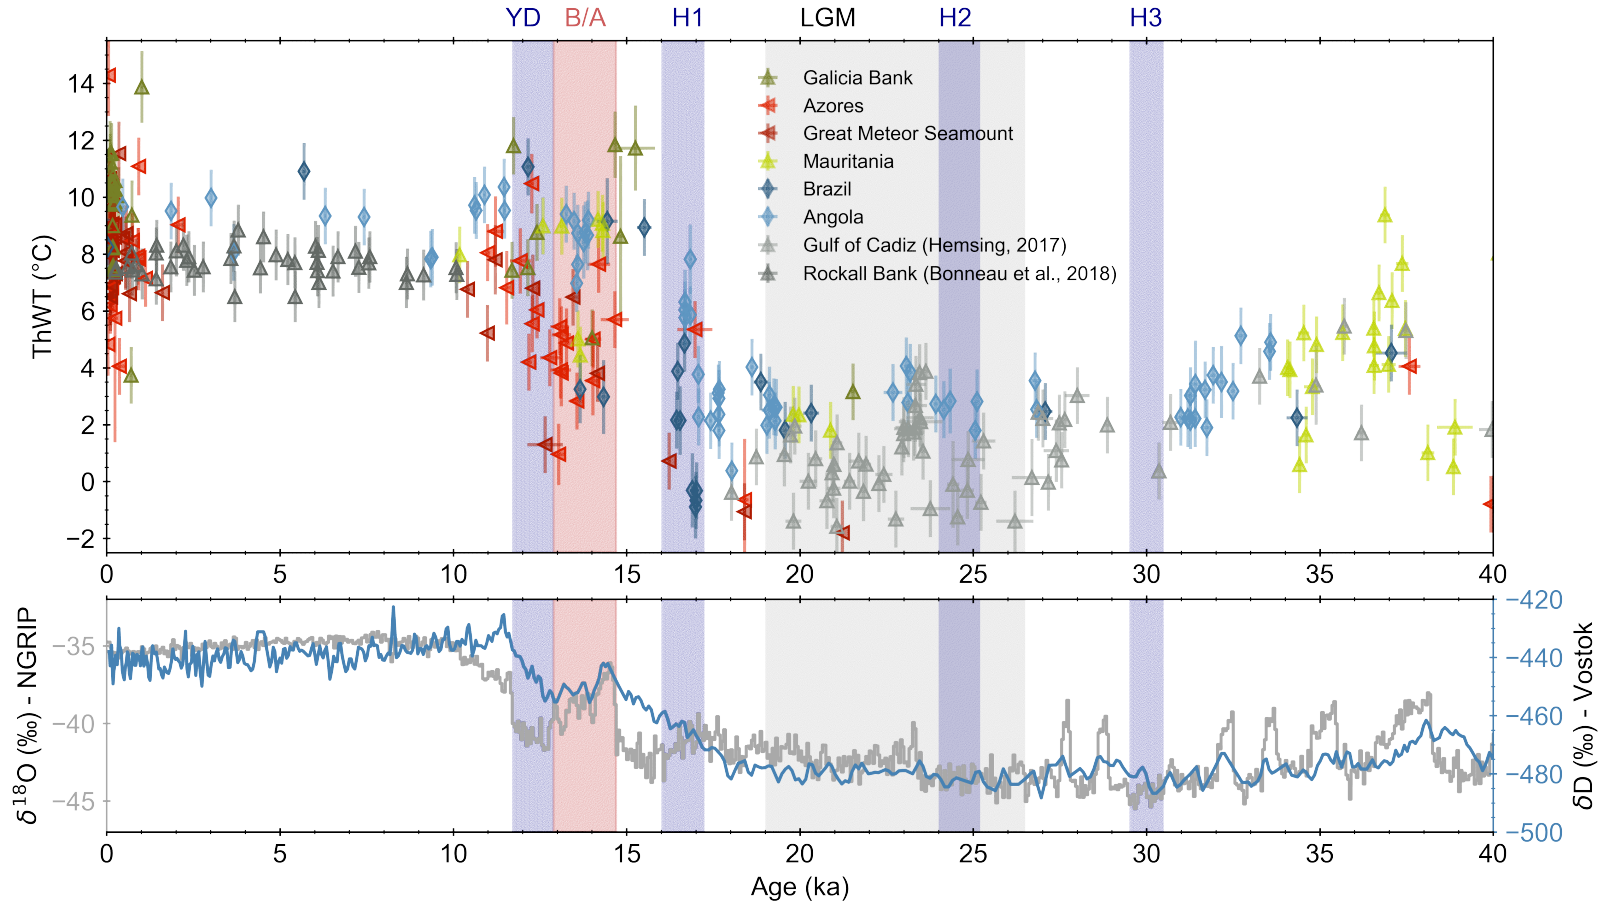 YD B/A H1 LGM H2 H3
14
12
10
8
6
4
2
0
−2
ThWT (°C)
Galicia Bank
Azores
Great Meteor Seamount
Mauritania
Brazil
Angola
Gulf of Cadiz (Hemsing, 2017)
Rockall Bank (Bonneau et al., 2018)
0 5 10 15 20 25 30 35 40
−35
−40
−45
δ¹⁸O (‰) - NGRIP
−420
−440
−460
−480
−500
δD (‰) - Vostok
0 5 10 15 20 25 30 35 40
Age (ka)